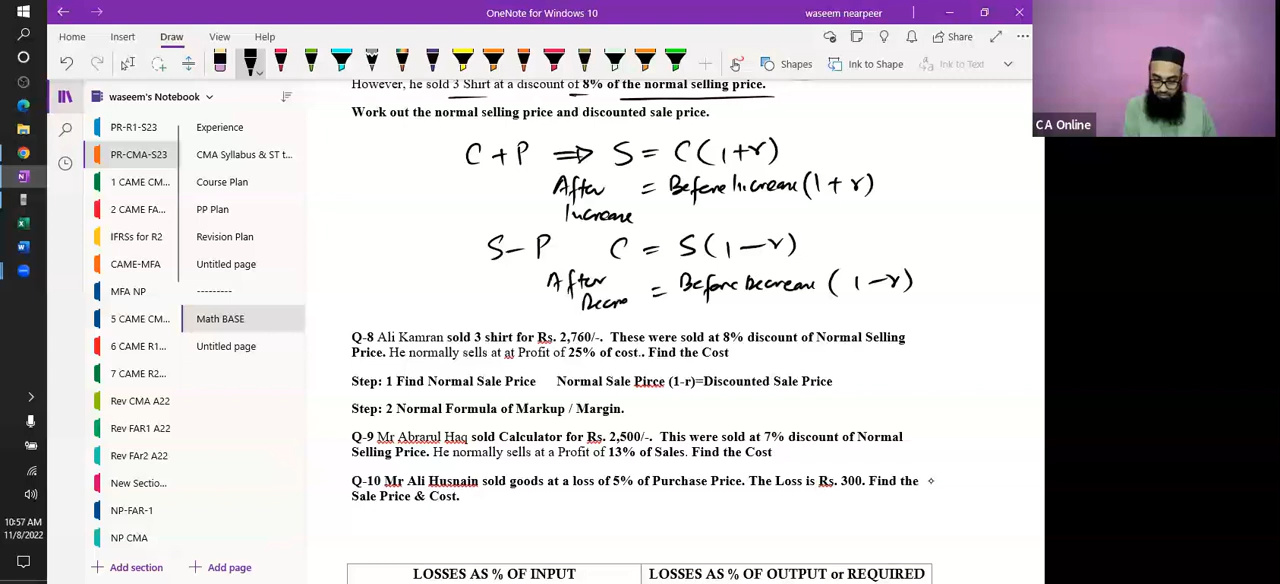 OneNote for Windows 10
waseem nearpeer
Home
Insert
Draw
View
Help
Share
Shapes
Ink to Shape
Ink to Text
waseem's Notebook
PR-R1-S23
PR-CMA-S23
1 CAME CM...
2 CAME FA...
IFRSs for R2
CAME-MFA
MFA NP
5 CAME CM...
6 CAME R1...
7 CAME R2...
Rev CMA A22
Rev FAR1 A22
Rev FAr2 A22
New Sectio...
NP-FAR-1
NP CMA
Add section
Experience
CMA Syllabus & ST t...
Course Plan
PP Plan
Revision Plan
Untitled page
---------
Math BASE
Untitled page
Add page
However, he sold 3 Shirt at a discount of 8% of the normal selling price.
Work out the normal selling price and discounted sale price.
C + P ⇒ S = C(1+r)
After = Before Increase (1 + r)
Increase
S - P C = S(1-r)
After = Before Decrease (1-r)
Q-8 Ali Kamran sold 3 shirt for Rs. 2,760/-. These were sold at 8% discount of Normal Selling
Price. He normally sells at at Profit of 25% of cost.. Find the Cost
Step: 1 Find Normal Sale Price Normal Sale Pirce (1-r)=Discounted Sale Price
Step: 2 Normal Formula of Markup / Margin.
Q-9 Mr Abrarul Haq sold Calculator for Rs. 2,500/-. This were sold at 7% discount of Normal
Selling Price. He normally sells at a Profit of 13% of Sales. Find the Cost
Q-10 Mr Ali Husnain sold goods at a loss of 5% of Purchase Price. The Loss is Rs. 300. Find the
Sale Price & Cost.
LOSSES AS % OF INPUT
LOSSES AS % OF OUTPUT or REQUIRED
C A Online
10:57 AM
11/8/2022